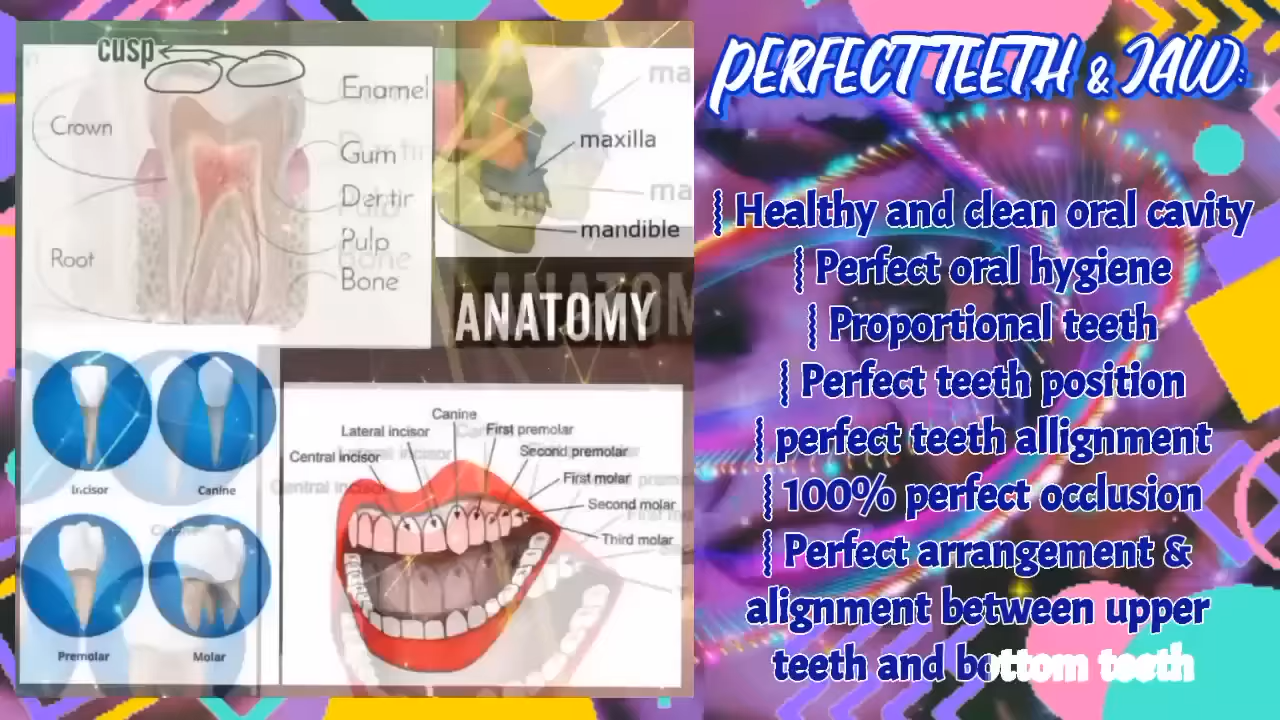 cusp
Enamel
Crown
Gum
Dentin
Pulp
Root
Bone
maxilla
mandible
ANATOMY
Incisor
Canine
Premolar
Molar
Canine
Lateral incisor
First premolar
Central incisor
Second premolar
First molar
Second molar
Third molar
PERFECT TEETH & JAW:
Healthy and clean oral cavity
Perfect oral hygiene
Proportional teeth
Perfect teeth position
perfect teeth allignment
100% perfect occlusion
Perfect arrangement &
alignment between upper
teeth and bottom teeth